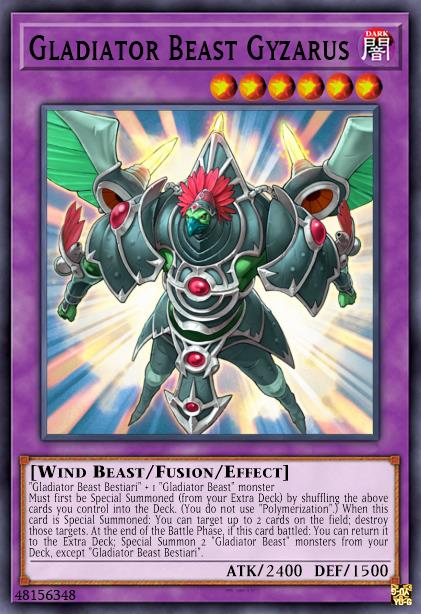 GLADIATOR BEAST GYZARUS
DARK
闇
[WIND BEAST/FUSION/EFFECT]
"Gladiator Beast Bestiari" + 1 "Gladiator Beast" monster
Must first be Special Summoned (from your Extra Deck) by shuffling the above
cards you control into the Deck. (You do not use "Polymerization".) When this
card is Special Summoned: You can target up to 2 cards on the field; destroy
those targets. At the end of the Battle Phase, if this card battled: You can return it
to the Extra Deck; Special Summon 2 "Gladiator Beast" monsters from your
Deck, except "Gladiator Beast Bestiari".
ATK/2400 DEF/1500
48156348